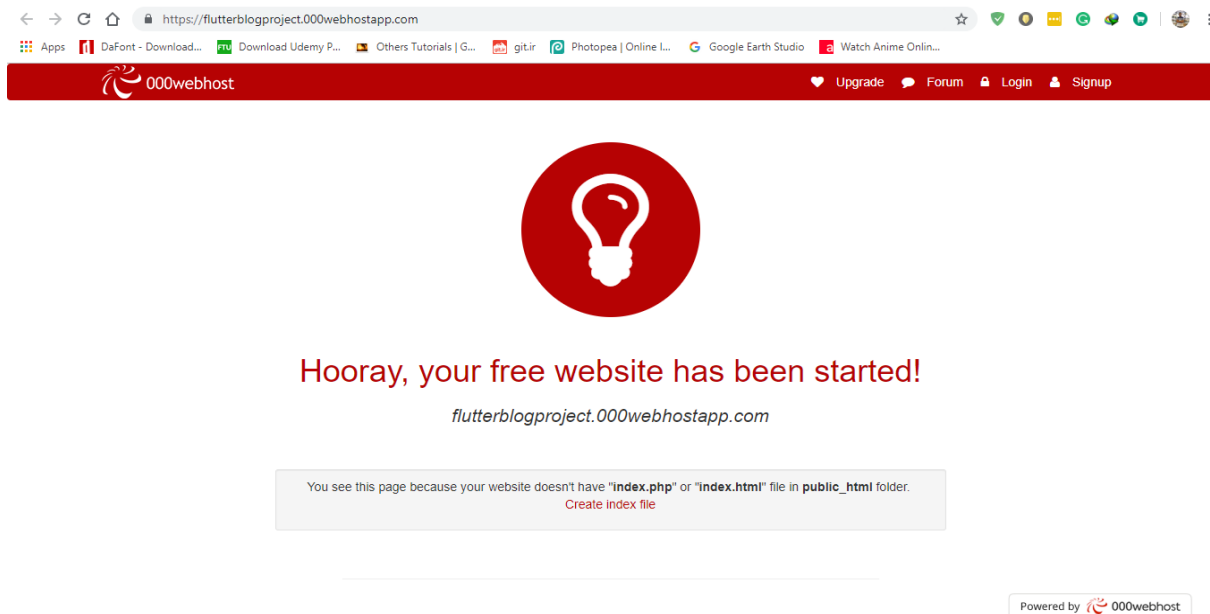 https://flutterblogproject.000webhostapp.com
Apps DaFont - Download... FTU Download Udemy P... Others Tutorials | G... git.ir Photopea | Online I... Google Earth Studio a Watch Anime Onlin...
000webhost Upgrade Forum Login Signup
Hooray, your free website has been started!
flutterblogproject.000webhostapp.com
You see this page because your website doesn't have "index.php" or "index.html" file in public_html folder.
Create index file
Powered by 000webhost